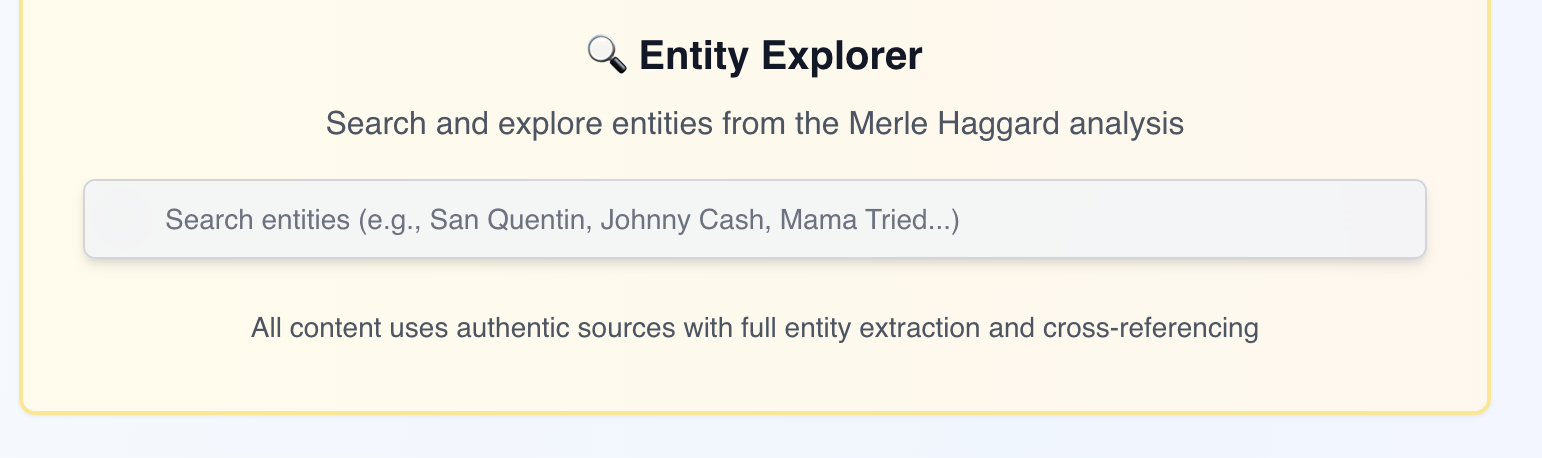 🔍 Entity Explorer
Search and explore entities from the Merle Haggard analysis
Search entities (e.g., San Quentin, Johnny Cash, Mama Tried...)
All content uses authentic sources with full entity extraction and cross-referencing